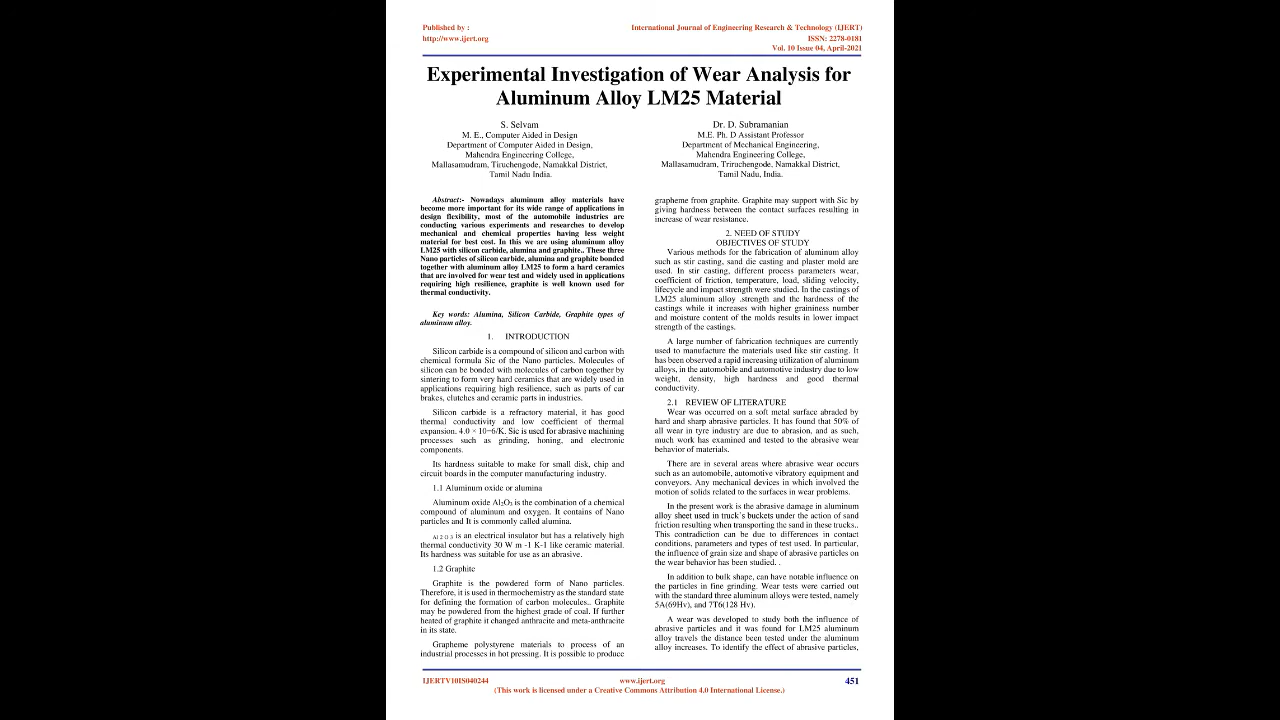 Published by :
http://www.ijert.org
International Journal of Engineering Research & Technology (IJERT)
ISSN: 2278-0181
Vol. 10 Issue 04, April-2021
Experimental Investigation of Wear Analysis for
Aluminum Alloy LM25 Material
S. Selvam
M. E., Computer Aided in Design
Department of Computer Aided in Design,
Mahendra Engineering College,
Mallasamudram, Tiruchengode, Namakkal District,
Tamil Nadu India.
Dr. D. Subramanian
M.E. Ph. D Assistant Professor
Department of Mechanical Engineering,
Mahendra Engineering College,
Mallasamudram, Triruchengode, Namakkal District,
Tamil Nadu, India.
Abstract:- Nowadays aluminum alloy materials have
become more important for its wide range of applications in
design flexibility, most of the automobile industries are
conducting various experiments and researches to develop
mechanical and chemical properties having less weight
material for best cost. In this we are using aluminum alloy
LM25 with silicon carbide, alumina and graphite.. These three
Nano particles of silicon carbide, alumina and graphite bonded
together with aluminum alloy LM25 to form a hard ceramics
that are involved for wear test and widely used in applications
requiring high resilience, graphite is well known used for
thermal conductivity.
Key words: Alumina, Silicon Carbide, Graphite types of
aluminum alloy.
1. INTRODUCTION
Silicon carbide is a compound of silicon and carbon with
chemical formula Sic of the Nano particles. Molecules of
silicon can be bonded with molecules of carbon together by
sintering to form very hard ceramics that are widely used in
applications requiring high resilience, such as parts of car
brakes, clutches and ceramic parts in industries.
Silicon carbide is a refractory material, it has good
thermal conductivity and low coefficient of thermal
expansion. 4.0 × 10−6/K. Sic is used for abrasive machining
processes such as grinding, honing, and electronic
components.
Its hardness suitable to make for small disk, chip and
circuit boards in the computer manufacturing industry.
1.1 Aluminum oxide or alumina
Aluminum oxide Al₂O₃ is the combination of a chemical
compound of aluminum and oxygen. It contains of Nano
particles and It is commonly called alumina.
Al 2 O 3 is an electrical insulator but has a relatively high
thermal conductivity 30 W m -1 K-1 like ceramic material.
Its hardness was suitable for use as an abrasive.
1.2 Graphite
Graphite is the powdered form of Nano particles.
Therefore, it is used in thermochemistry as the standard state
for defining the formation of carbon molecules.. Graphite
may be powdered from the highest grade of coal. If further
heated of graphite it changed anthracite and meta-anthracite
in its state.
Grapheme polystyrene materials to process of an
industrial processes in hot pressing. It is possible to produce
grapheme from graphite. Graphite may support with Sic by
giving hardness between the contact surfaces resulting in
increase of wear resistance.
2. NEED OF STUDY
OBJECTIVES OF STUDY
Various methods for the fabrication of aluminum alloy
such as stir casting, sand die casting and plaster mold are
used. In stir casting, different process parameters wear,
coefficient of friction, temperature, load, sliding velocity,
lifecycle and impact strength were studied. In the castings of
LM25 aluminum alloy .strength and the hardness of the
castings while it increases with higher graininess number
and moisture content of the molds results in lower impact
strength of the castings.
A large number of fabrication techniques are currently
used to manufacture the materials used like stir casting. It
has been observed a rapid increasing utilization of aluminum
alloys, in the automobile and automotive industry due to low
weight, density, high hardness and good thermal
conductivity.
2.1 REVIEW OF LITERATURE
Wear was occurred on a soft metal surface abraded by
hard and sharp abrasive particles. It has found that 50% of
all wear in tyre industry are due to abrasion, and as such,
much work has examined and tested to the abrasive wear
behavior of materials.
There are in several areas where abrasive wear occurs
such as an automobile, automotive vibratory equipment and
conveyors. Any mechanical devices in which involved the
motion of solids related to the surfaces in wear problems.
In the present work is the abrasive damage in aluminum
alloy sheet used in truck's buckets under the action of sand
friction resulting when transporting the sand in these trucks..
This contradiction can be due to differences in contact
conditions, parameters and types of test used. In particular,
the influence of grain size and shape of abrasive particles on
the wear behavior has been studied. .
In addition to bulk shape, can have notable influence on
the particles in fine grinding. Wear tests were carried out
with the standard three aluminum alloys were tested, namely
5A(69Hv), and 7T6(128 Hv).
A wear was developed to study both the influence of
abrasive particles and it was found for LM25 aluminum
alloy travels the distance been tested under the aluminum
alloy increases. To identify the effect of abrasive particles,
IJERTV10IS040244
www.ijert.org
451
(This work is licensed under a Creative Commons Attribution 4.0 International License.)